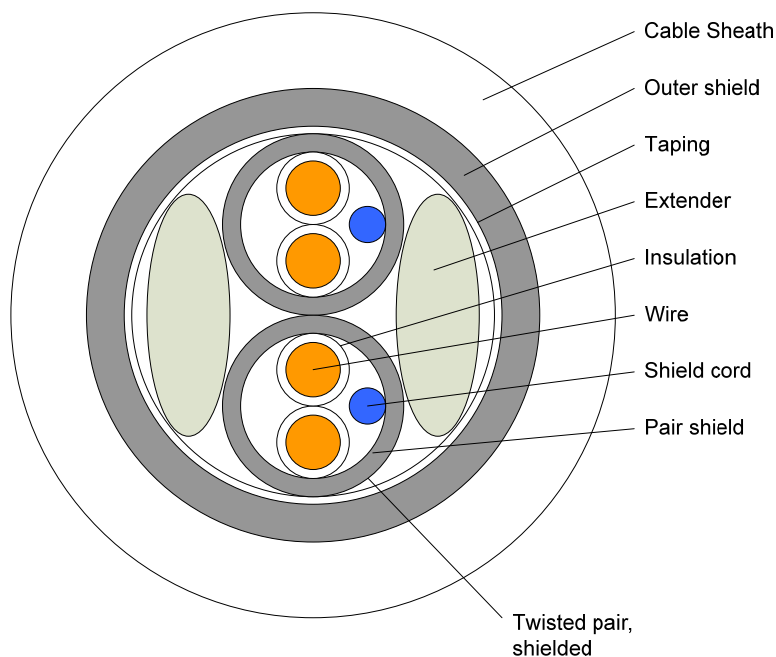 Cable Sheath
Outer shield
Taping
Extender
Insulation
Wire
Shield cord
Pair shield
Twisted pair,
shielded